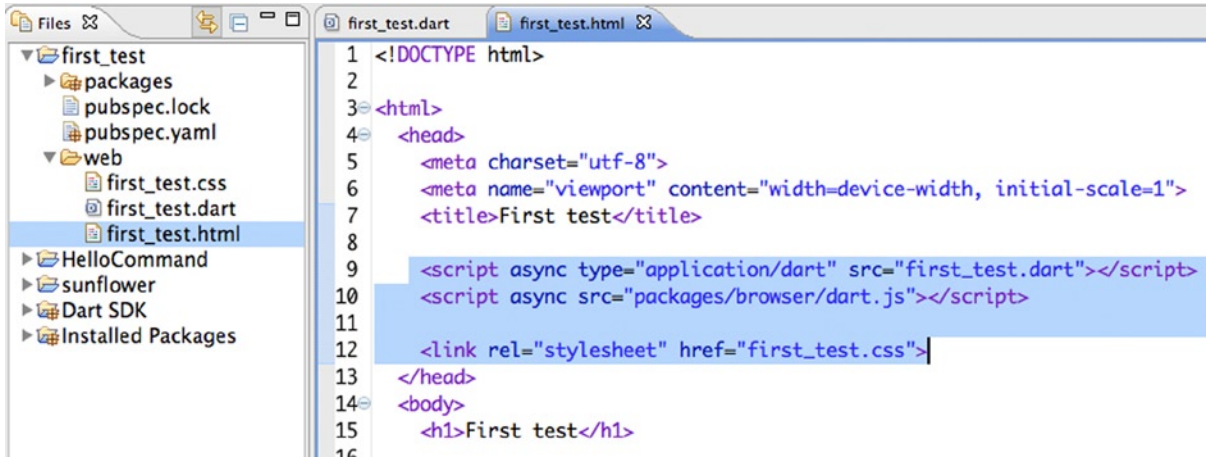 Files
first_test
packages
pubspec.lock
pubspec.yaml
web
first_test.css
first_test.dart
first_test.html
HelloCommand
sunflower
Dart SDK
Installed Packages
first_test.dart
first_test.html
1 <!DOCTYPE html>
2
3 <html>
4 <head>
5 <meta charset="utf-8">
6 <meta name="viewport" content="width=device-width, initial-scale=1">
7 <title>First test</title>
8
9 <script async type="application/dart" src="first_test.dart"></script>
10 <script async src="packages/browser/dart.js"></script>
11
12 <link rel="stylesheet" href="first_test.css">
13 </head>
14 <body>
15 <h1>First test</h1>
16